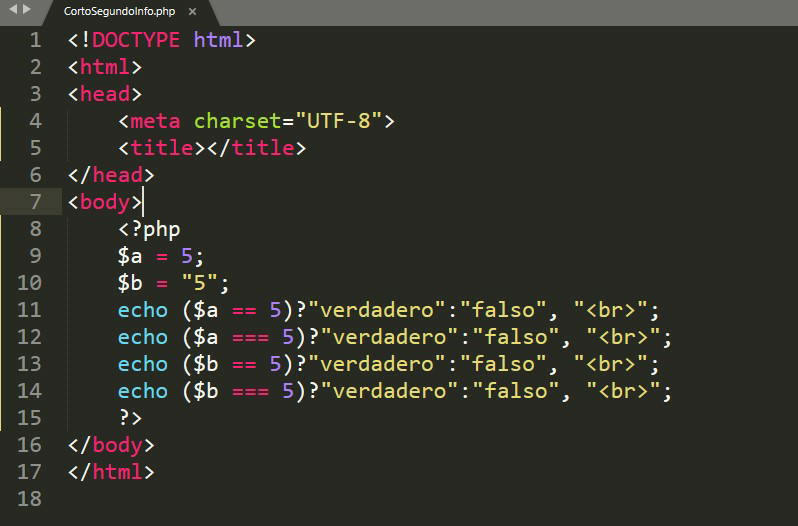 CortoSegundoInfo.php ×
1 <!DOCTYPE html>
2 <html>
3 <head>
4     <meta charset="UTF-8">
5     <title></title>
6 </head>
7 <body>
8     <?php
9     $a = 5;
10     $b = "5";
11     echo ($a == 5)?"verdadero":"falso", "<br>";
12     echo ($a === 5)?"verdadero":"falso", "<br>";
13     echo ($b == 5)?"verdadero":"falso", "<br>";
14     echo ($b === 5)?"verdadero":"falso", "<br>";
15     ?>
16 </body>
17 </html>
18